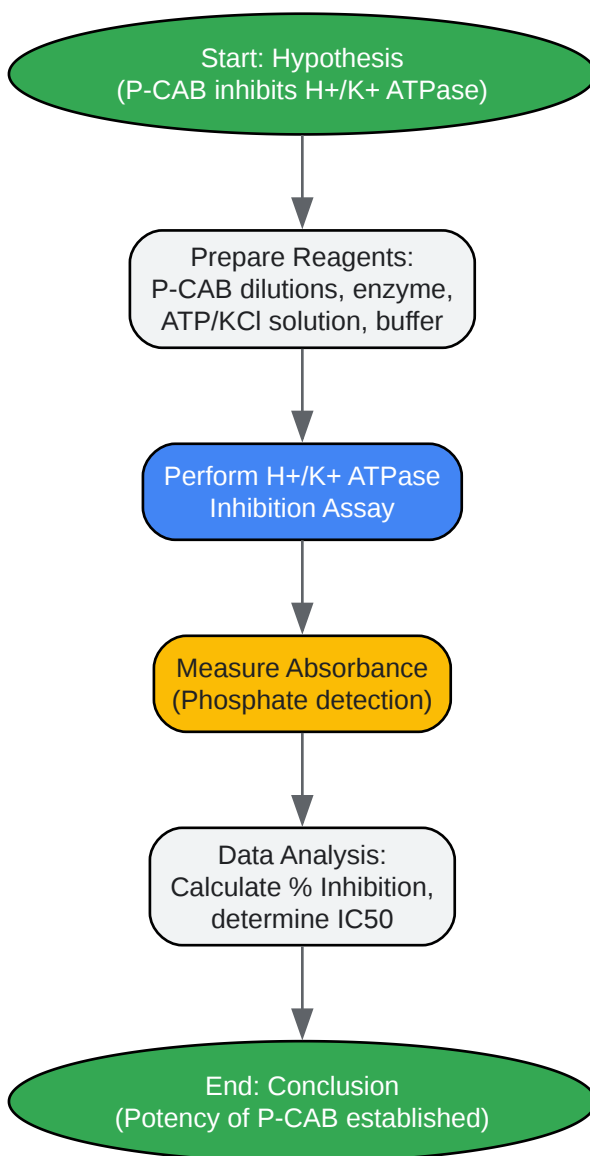 Start: Hypothesis
(P-CAB inhibits H+/K+ ATPase)
Prepare Reagents:
P-CAB dilutions, enzyme,
ATP/KCl solution, buffer
Perform H+/K+ ATPase
Inhibition Assay
Measure Absorbance
(Phosphate detection)
Data Analysis:
Calculate % Inhibition,
determine IC50
End: Conclusion
(Potency of P-CAB established)